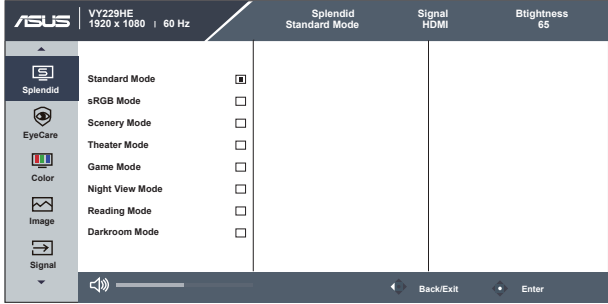 ASUS
VY229HE
1920 x 1080 | 60 Hz
Splendid
Standard Mode
Signal
HDMI
Btightness
65
Splendid
EyeCare
Color
Image
Signal
Standard Mode
sRGB Mode
Scenery Mode
Theater Mode
Game Mode
Night View Mode
Reading Mode
Darkroom Mode
Back/Exit
Enter